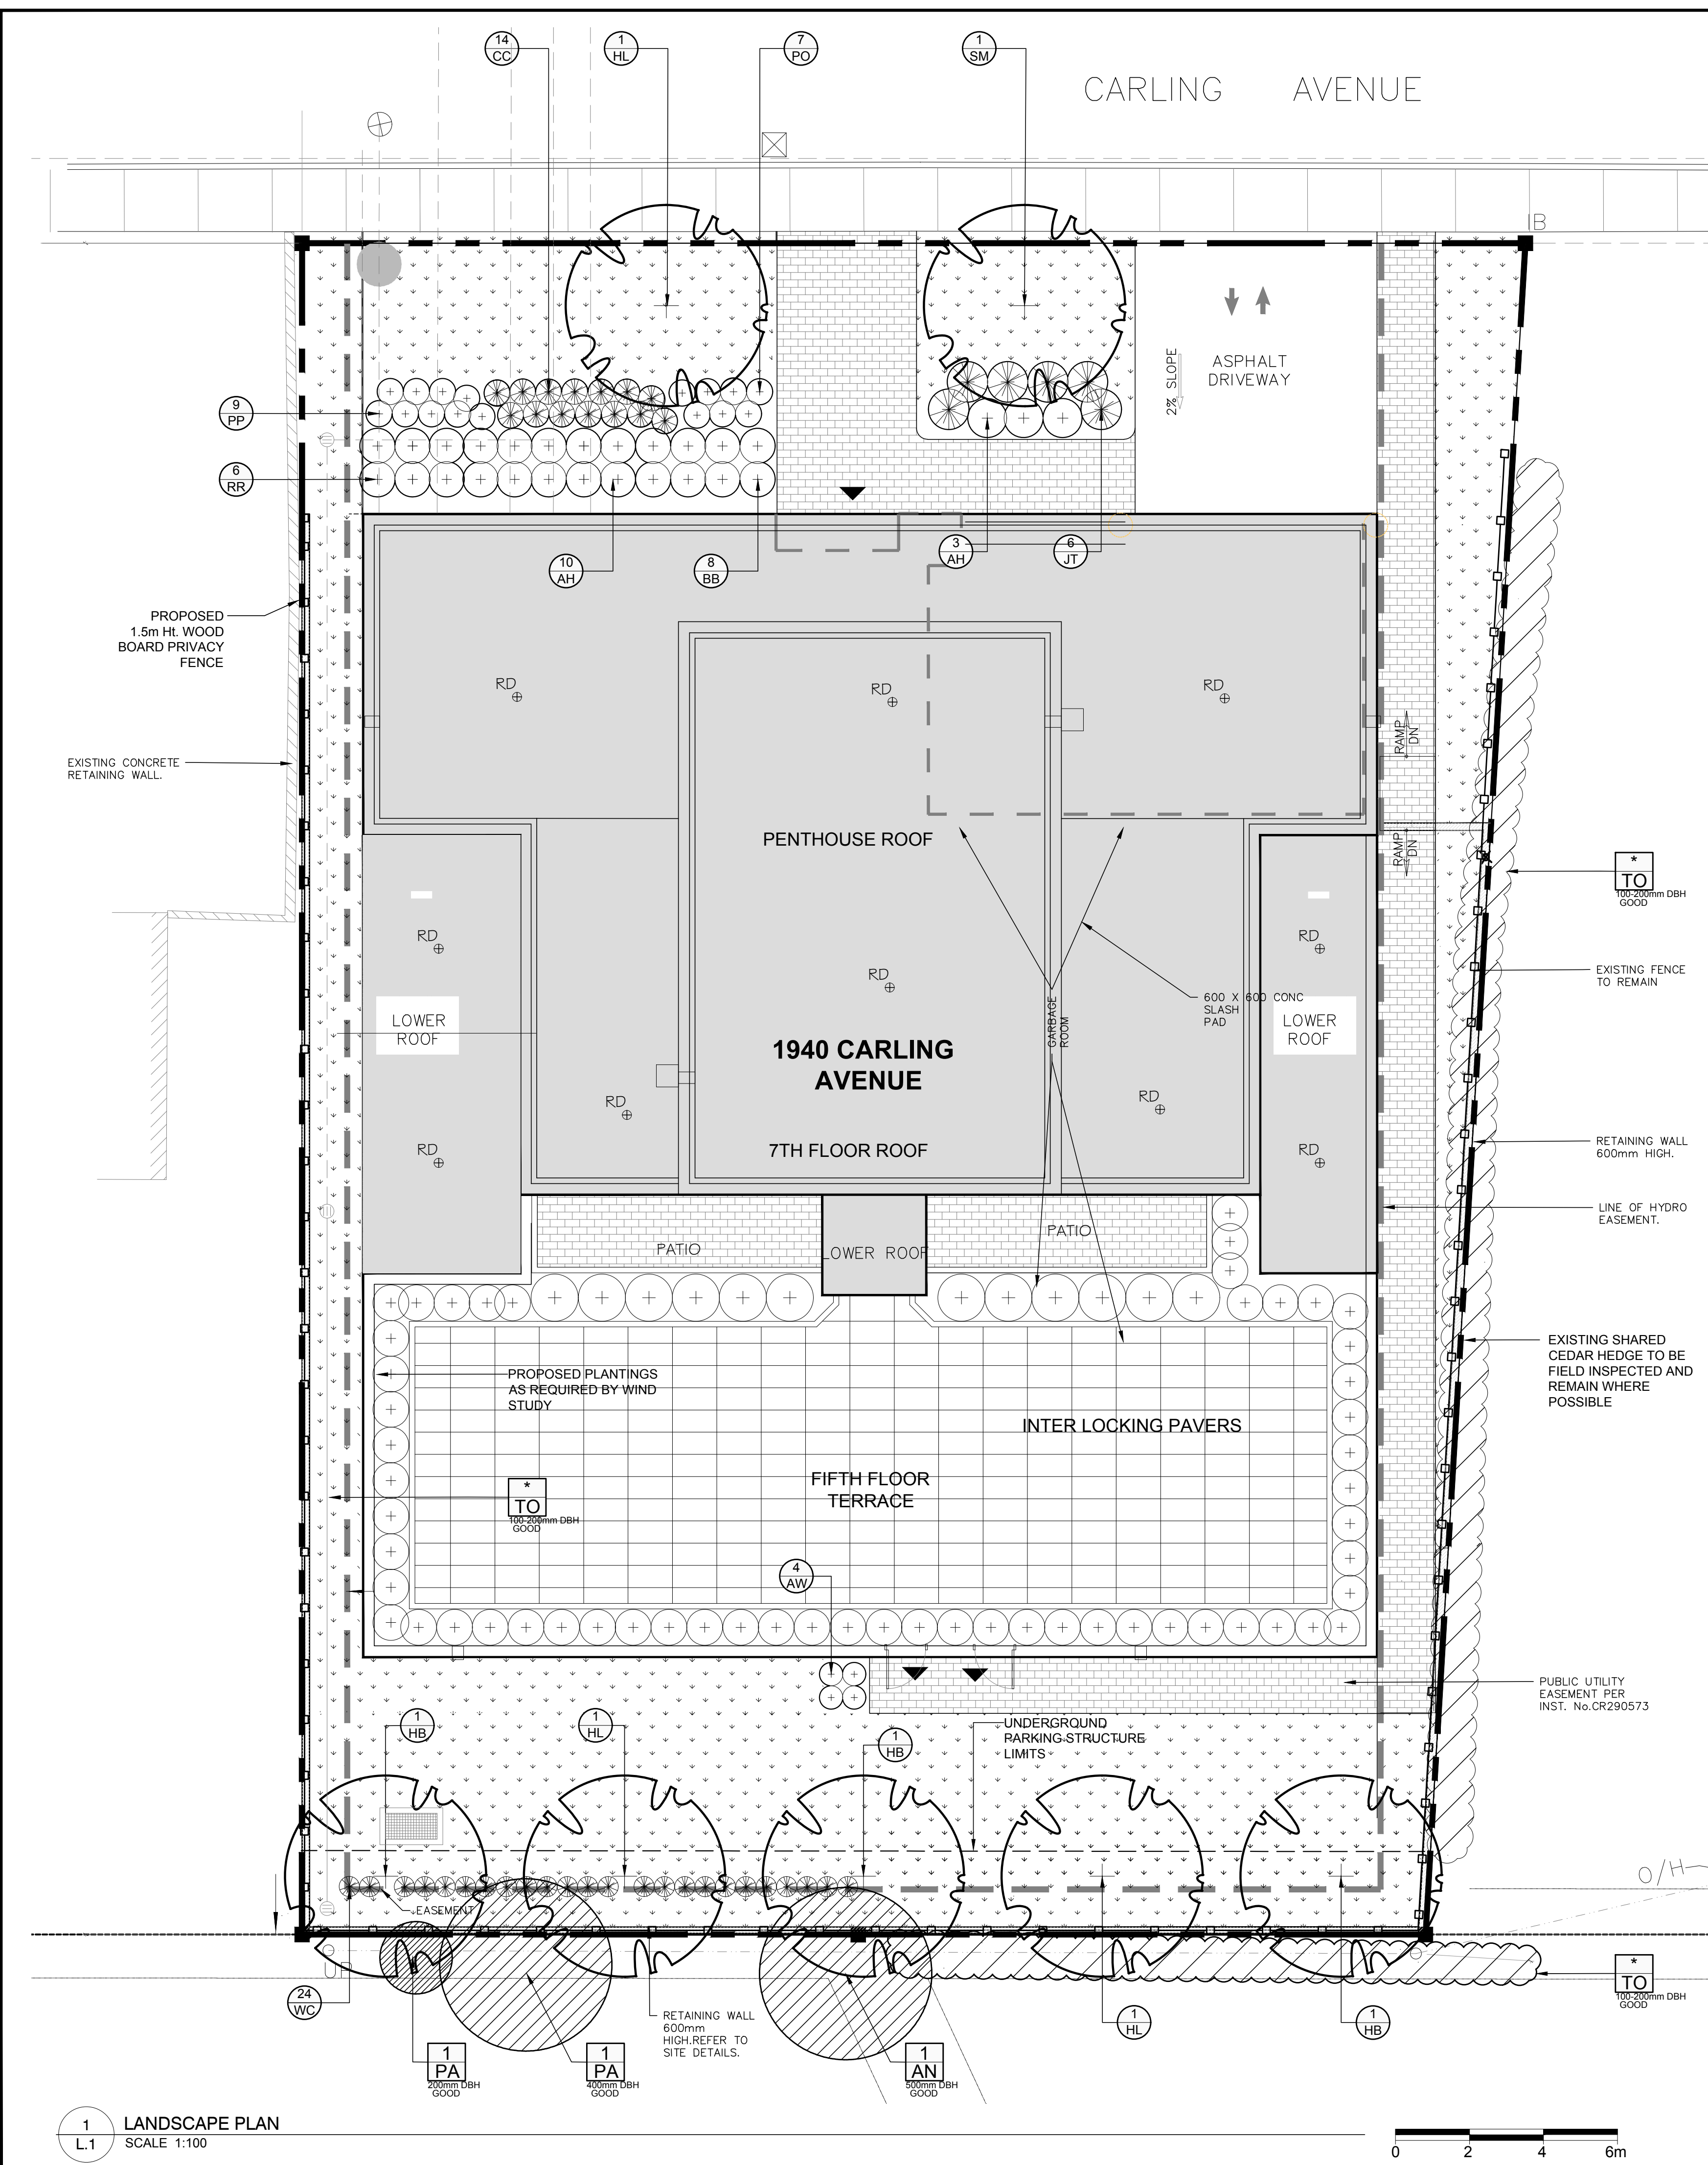 14
CC
1
HL
7
PO
1
SM
CARLING AVENUE
IB
9
PP
6
RR
2% SLOPE
ASPHALT
DRIVEWAY
10
AH
8
BB
3
AH
6
JT
PROPOSED
1.5m Ht. WOOD
BOARD PRIVACY
FENCE
RD
RD
RD
EXISTING CONCRETE
RETAINING WALL.
RAMP
DN
PENTHOUSE ROOF
RAMP
DN
*
TO
100-200mm DBH
GOOD
RD
RD
RD
EXISTING FENCE
TO REMAIN
LOWER
ROOF
GARBAGE
ROOM
600 X 600 CONC
SLASH
PAD
LOWER
ROOF
1940 CARLING
AVENUE
RD
RD
RETAINING WALL
600mm HIGH.
RD
7TH FLOOR ROOF
RD
LINE OF HYDRO
EASEMENT.
PATIO
LOWER ROOF
PATIO
EXISTING SHARED
CEDAR HEDGE TO BE
FIELD INSPECTED AND
REMAIN WHERE
POSSIBLE
PROPOSED PLANTINGS
AS REQUIRED BY WIND
STUDY
INTER LOCKING PAVERS
FIFTH FLOOR
TERRACE
*
TO
100-200mm DBH
GOOD
4
AW
PUBLIC UTILITY
EASEMENT PER
INST. No.CR290573
1
HB
1
HL
1
HB
UNDERGROUND
PARKING STRUCTURE
LIMITS
O/H
EASEMENT
24
WC
RETAINING WALL
600mm
HIGH.REFER TO
SITE DETAILS.
1
HL
1
HB
*
TO
100-200mm DBH
GOOD
1
PA
200mm DBH
GOOD
1
PA
400mm DBH
GOOD
1
AN
500mm DBH
GOOD
1
L.1
LANDSCAPE PLAN
SCALE 1:100
0 2 4 6m